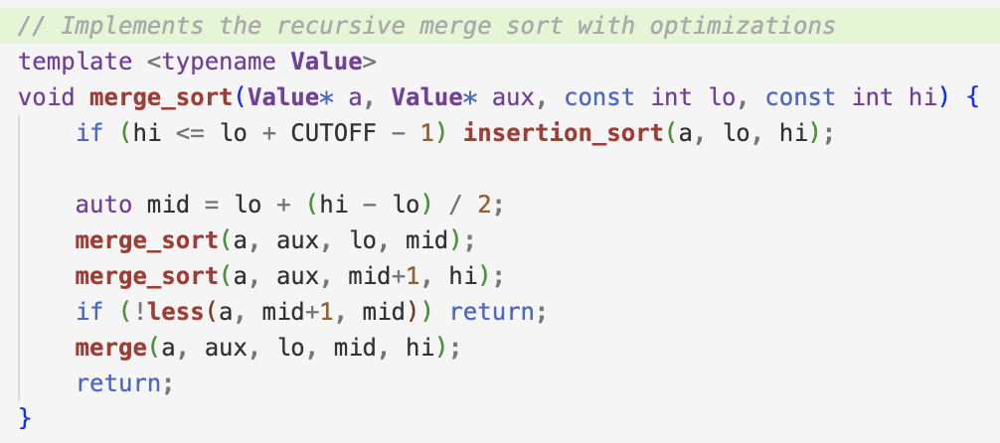 // Implements the recursive merge sort with optimizations
template <typename Value>
void merge_sort(Value* a, Value* aux, const int lo, const int hi) {
    if (hi <= lo + CUTOFF - 1) insertion_sort(a, lo, hi);

    auto mid = lo + (hi - lo) / 2;
    merge_sort(a, aux, lo, mid);
    merge_sort(a, aux, mid+1, hi);
    if (!less(a, mid+1, mid)) return;
    merge(a, aux, lo, mid, hi);
    return;
}